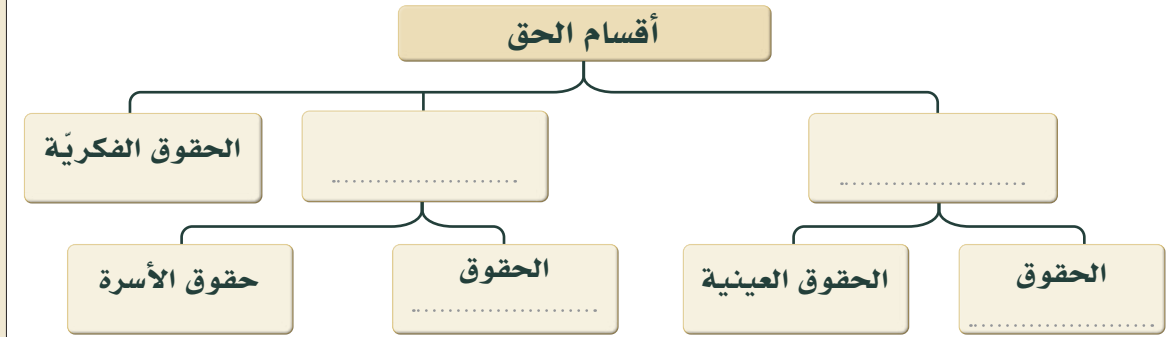 أقسام الحق
الحقوق الفكريّة
حقوق الأسرة
الحقوق
.......................
الحقوق العينية
الحقوق
.......................